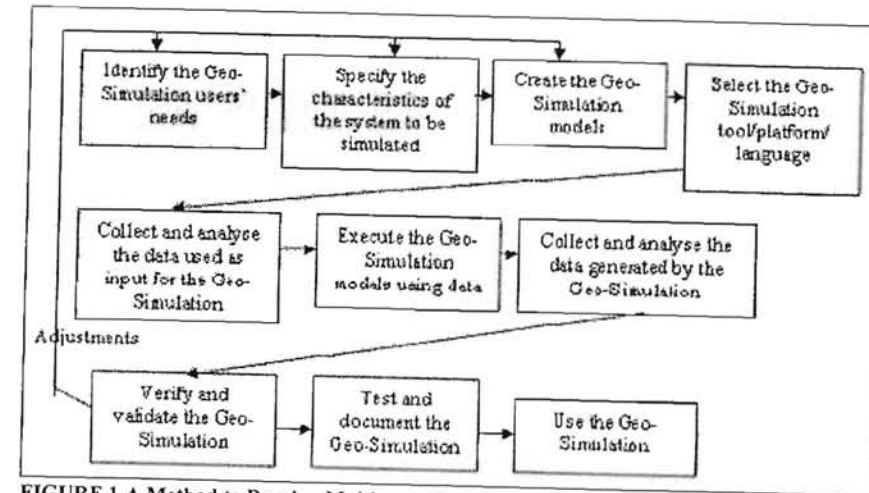 Identify the Geo-
Simulation users'
needs
Specify the
characteristics of
the system to be
simulated
Create the Geo-
Simulation
models
Select the Geo-
Simulation
tool/platform/
language
Collect and analyse
the data used as
input for the Geo-
Simulation
Execute the Geo-
Simulation
models using data
Collect and analyse the
data generated by the
Geo-Simulation
Adjustments
Verify and
validate the Geo-
Simulation
Test and
document the
Geo-Simulation
Use the Geo-
Simulation
FIGURE 1 A Method to Develop